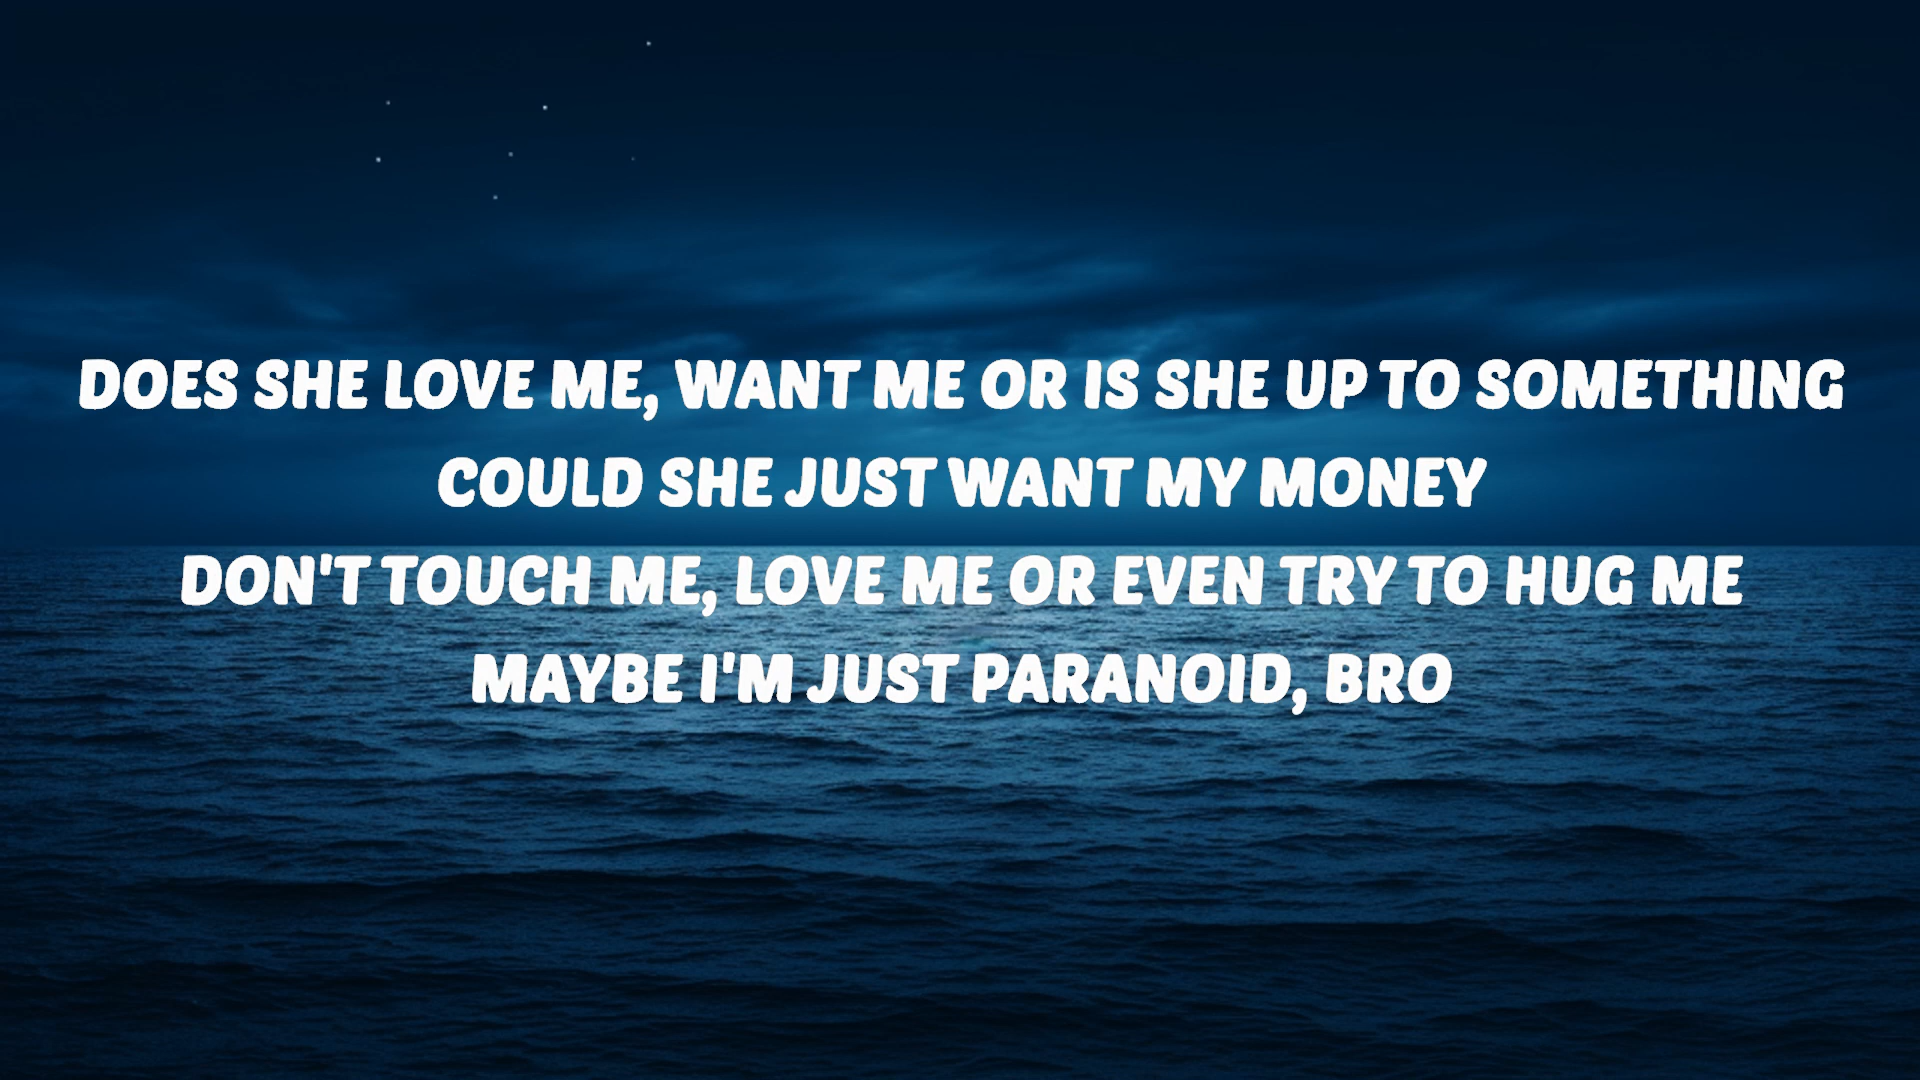 DOES SHE LOVE ME, WANT ME OR IS SHE UP TO SOMETHING
COULD SHE JUST WANT MY MONEY
DON'T TOUCH ME, LOVE ME OR EVEN TRY TO HUG ME
MAYBE I'M JUST PARANOID, BRO